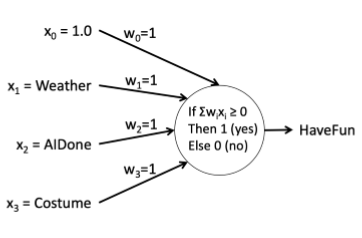 x₀ = 1.0
w₀=1
x₁ = Weather
w₁=1
x₂ = AIDone
w₂=1
x₃ = Costume
w₃=1
If Σwᵢxᵢ ≥ 0
Then 1 (yes)
Else 0 (no)
HaveFun